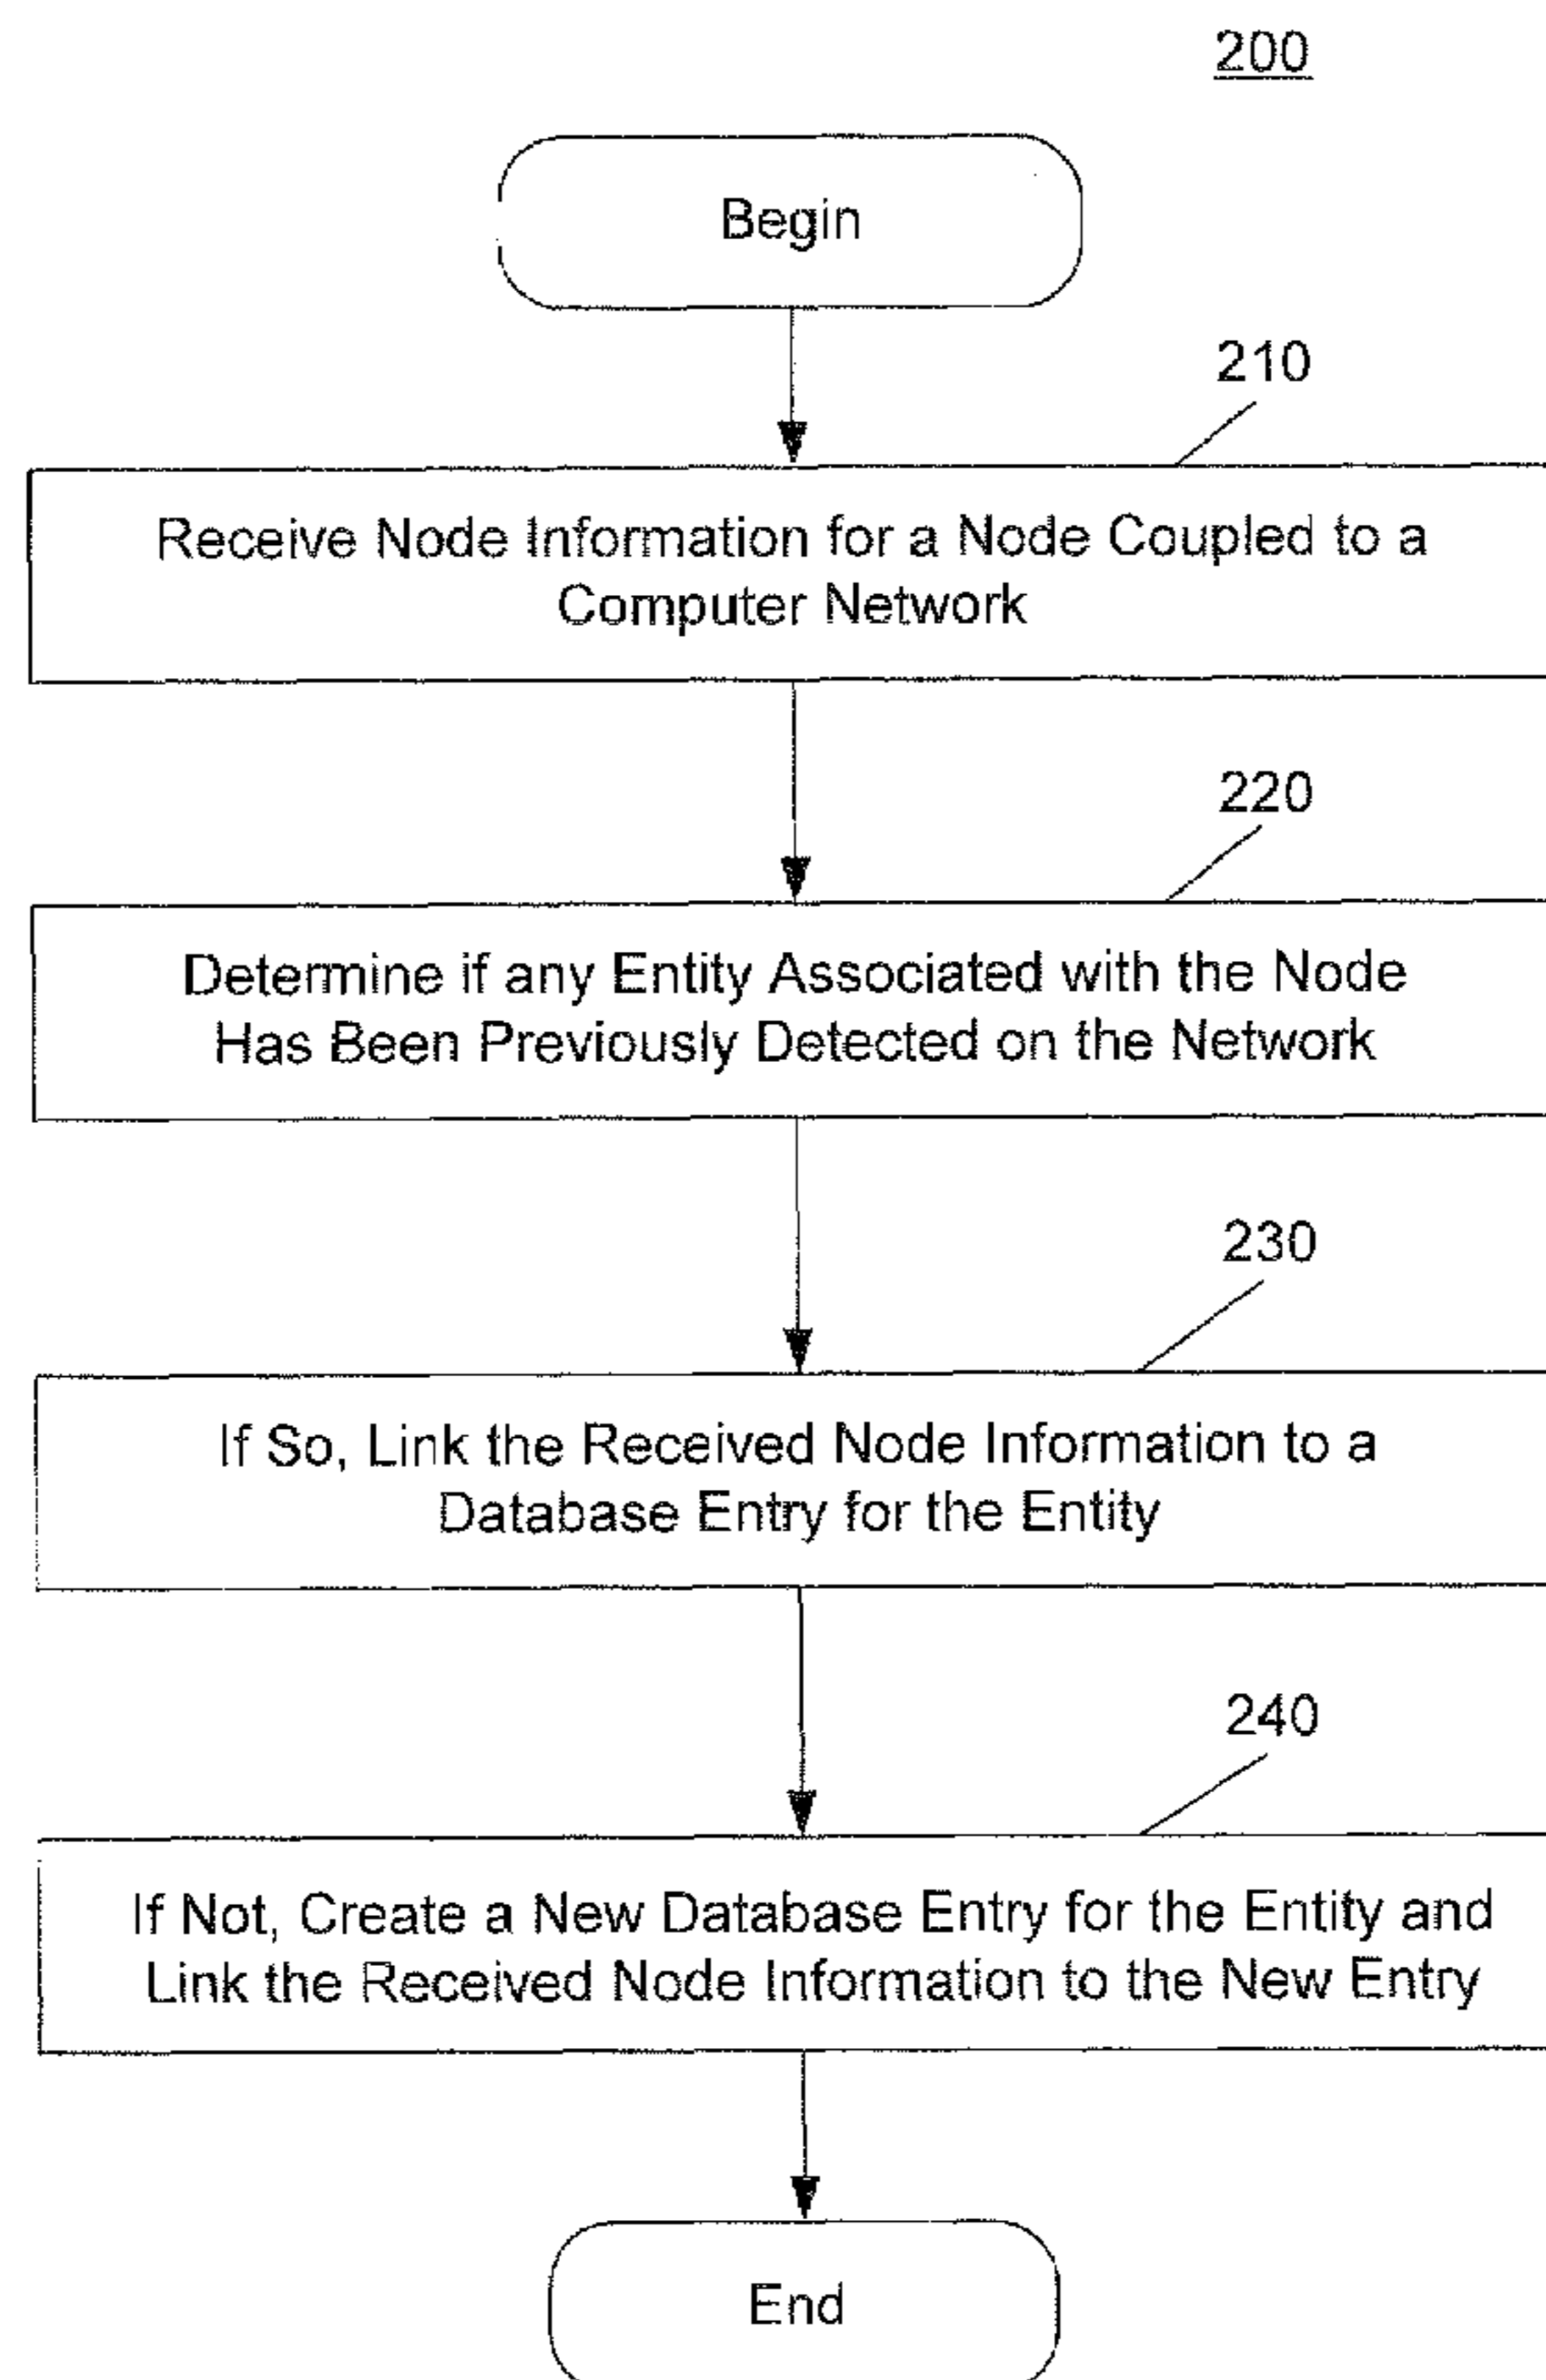 200
Begin
210
Receive Node Information for a Node Coupled to a
Computer Network
220
Determine if any Entity Associated with the Node
Has Been Previously Detected on the Network
230
If So, Link the Received Node Information to a
Database Entry for the Entity
240
If Not, Create a New Database Entry for the Entity and
Link the Received Node Information to the New Entry
End